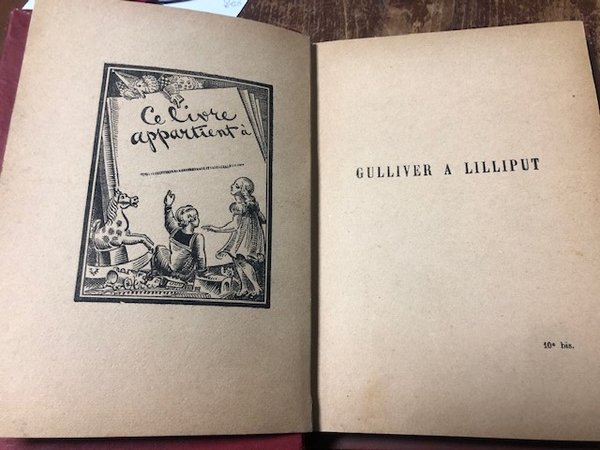 Ce livre
appartient à
GULLIVER A LILLIPUT
10e bis.